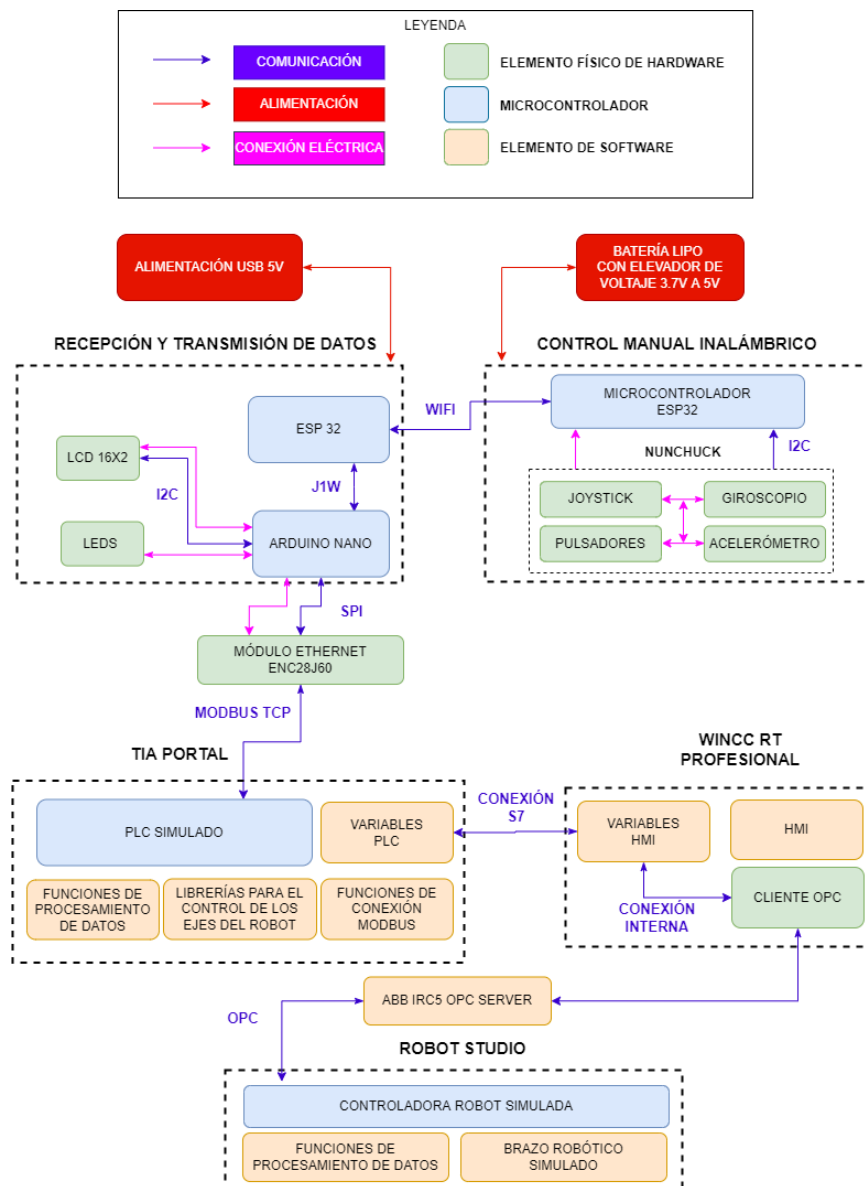 LEYENDA
COMUNICACIÓN
ELEMENTO FÍSICO DE HARDWARE
ALIMENTACIÓN
MICROCONTROLADOR
CONEXIÓN ELÉCTRICA
ELEMENTO DE SOFTWARE
ALIMENTACIÓN USB 5V
BATERÍA LIPO
CON ELEVADOR DE
VOLTAJE 3.7V A 5V
RECEPCIÓN Y TRANSMISIÓN DE DATOS
CONTROL MANUAL INALÁMBRICO
ESP 32
LCD 16X2
I2C
J1W
LEDS
ARDUINO NANO
WIFI
MICROCONTROLADOR
ESP32
NUNCHUCK
I2C
JOYSTICK
GIROSCOPIO
PULSADORES
ACELERÓMETRO
SPI
MÓDULO ETHERNET
ENC28J60
MODBUS TCP
TIA PORTAL
WINCC RT
PROFESIONAL
PLC SIMULADO
VARIABLES
PLC
CONEXIÓN
S7
VARIABLES
HMI
HMI
FUNCIONES DE
PROCESAMIENTO
DE DATOS
LIBRERÍAS PARA EL
CONTROL DE LOS
EJES DEL ROBOT
FUNCIONES DE
CONEXIÓN
MODBUS
CONEXIÓN
INTERNA
CLIENTE OPC
ABB IRC5 OPC SERVER
OPC
ROBOT STUDIO
CONTROLADORA ROBOT SIMULADA
FUNCIONES DE
PROCESAMIENTO DE DATOS
BRAZO ROBÓTICO
SIMULADO